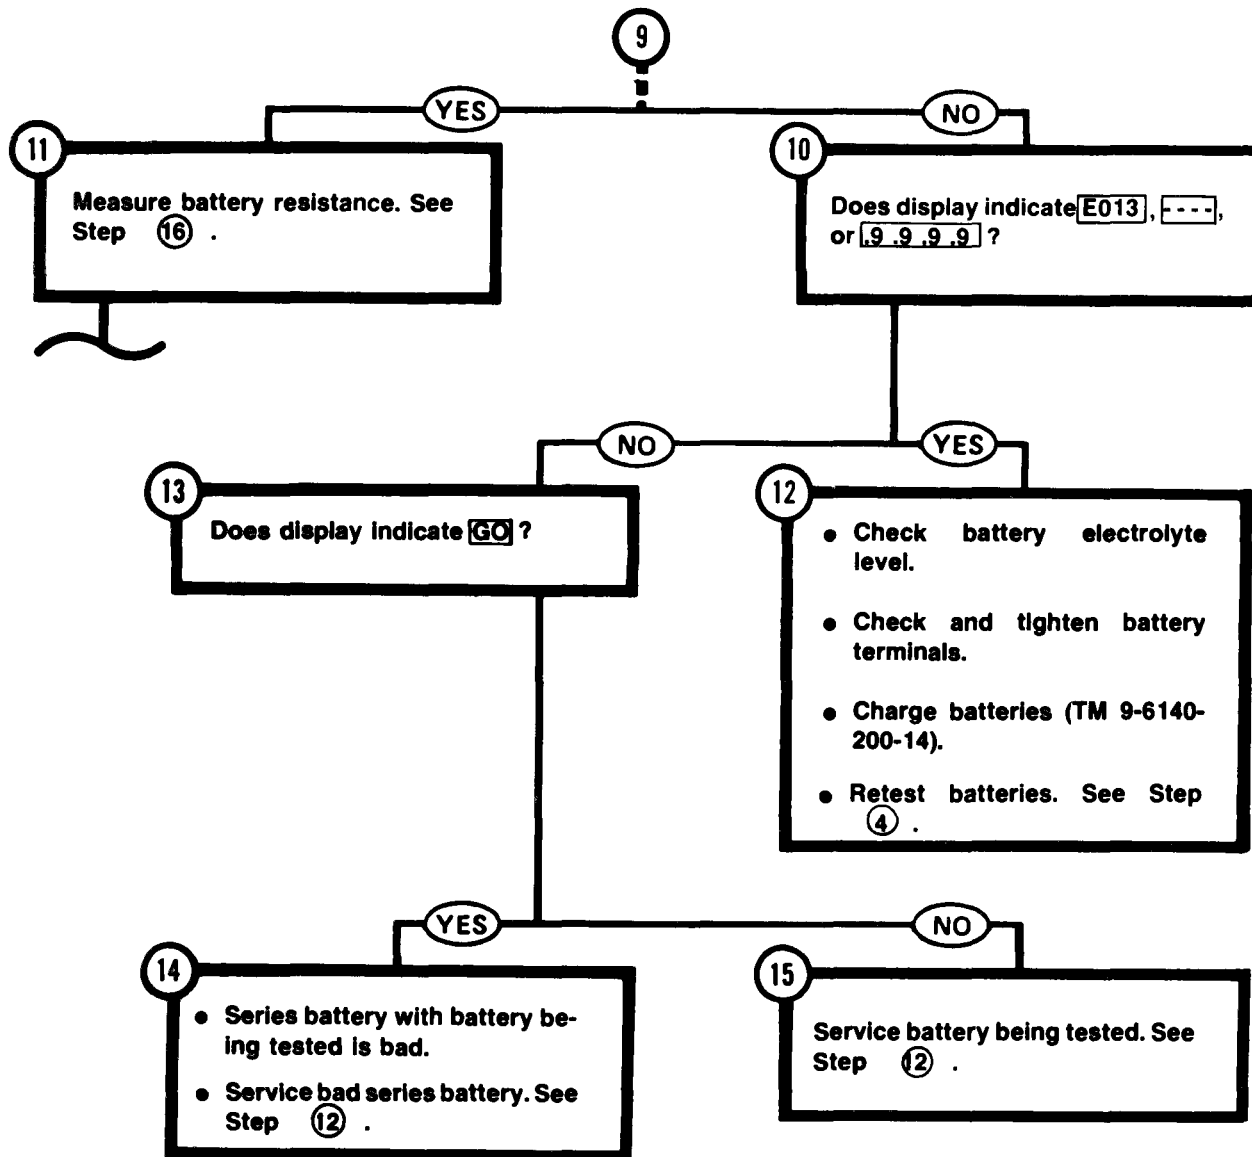 9
YES
NO
11
Measure battery resistance. See
Step 16 .
10
Does display indicate E013, ----,
or .9 .9 .9 .9 ?
NO
YES
13
Does display indicate GO ?
12
● Check battery electrolyte
level.
● Check and tighten battery
terminals.
● Charge batteries (TM 9-6140-
200-14).
● Retest batteries. See Step
4 .
YES
NO
14
● Series battery with battery be-
ing tested is bad.
● Service bad series battery. See
Step 12 .
15
Service battery being tested. See
Step 12 .